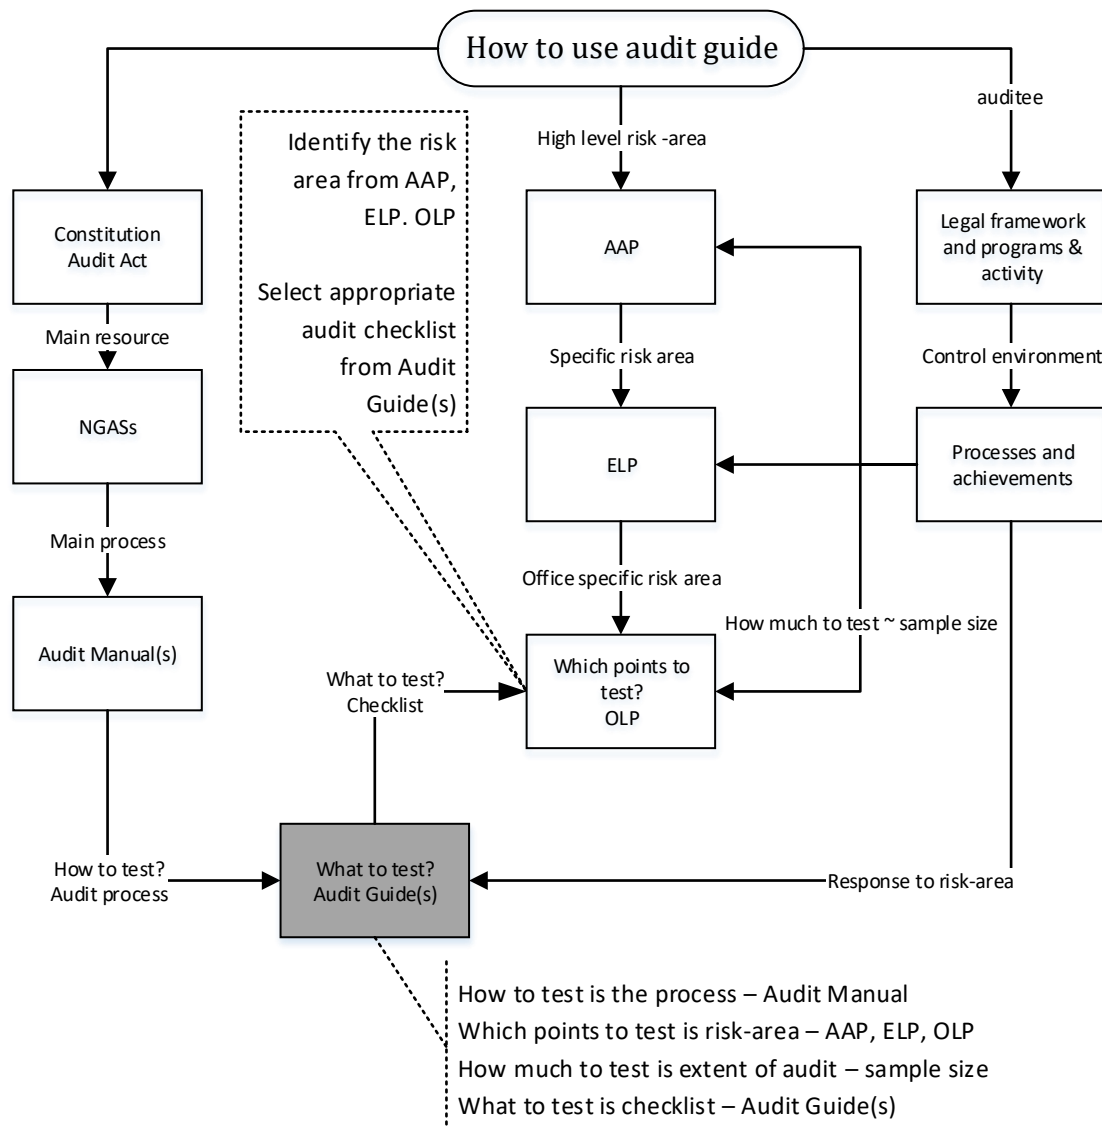 How to use audit guide
auditee
High level risk -area
Identify the risk
area from AAP,
ELP. OLP
Select appropriate
audit checklist
from Audit
Guide(s)
Constitution
Audit Act
AAP
Legal framework
and programs &
activity
Main resource
Specific risk area
Control environment
NGASs
ELP
Processes and
achievements
Main process
Office specific risk area
How much to test ~ sample size
Audit Manual(s)
Which points to
test?
OLP
What to test?
Checklist
How to test?
Audit process
What to test?
Audit Guide(s)
Response to risk-area
How to test is the process – Audit Manual
Which points to test is risk-area – AAP, ELP, OLP
How much to test is extent of audit – sample size
What to test is checklist – Audit Guide(s)